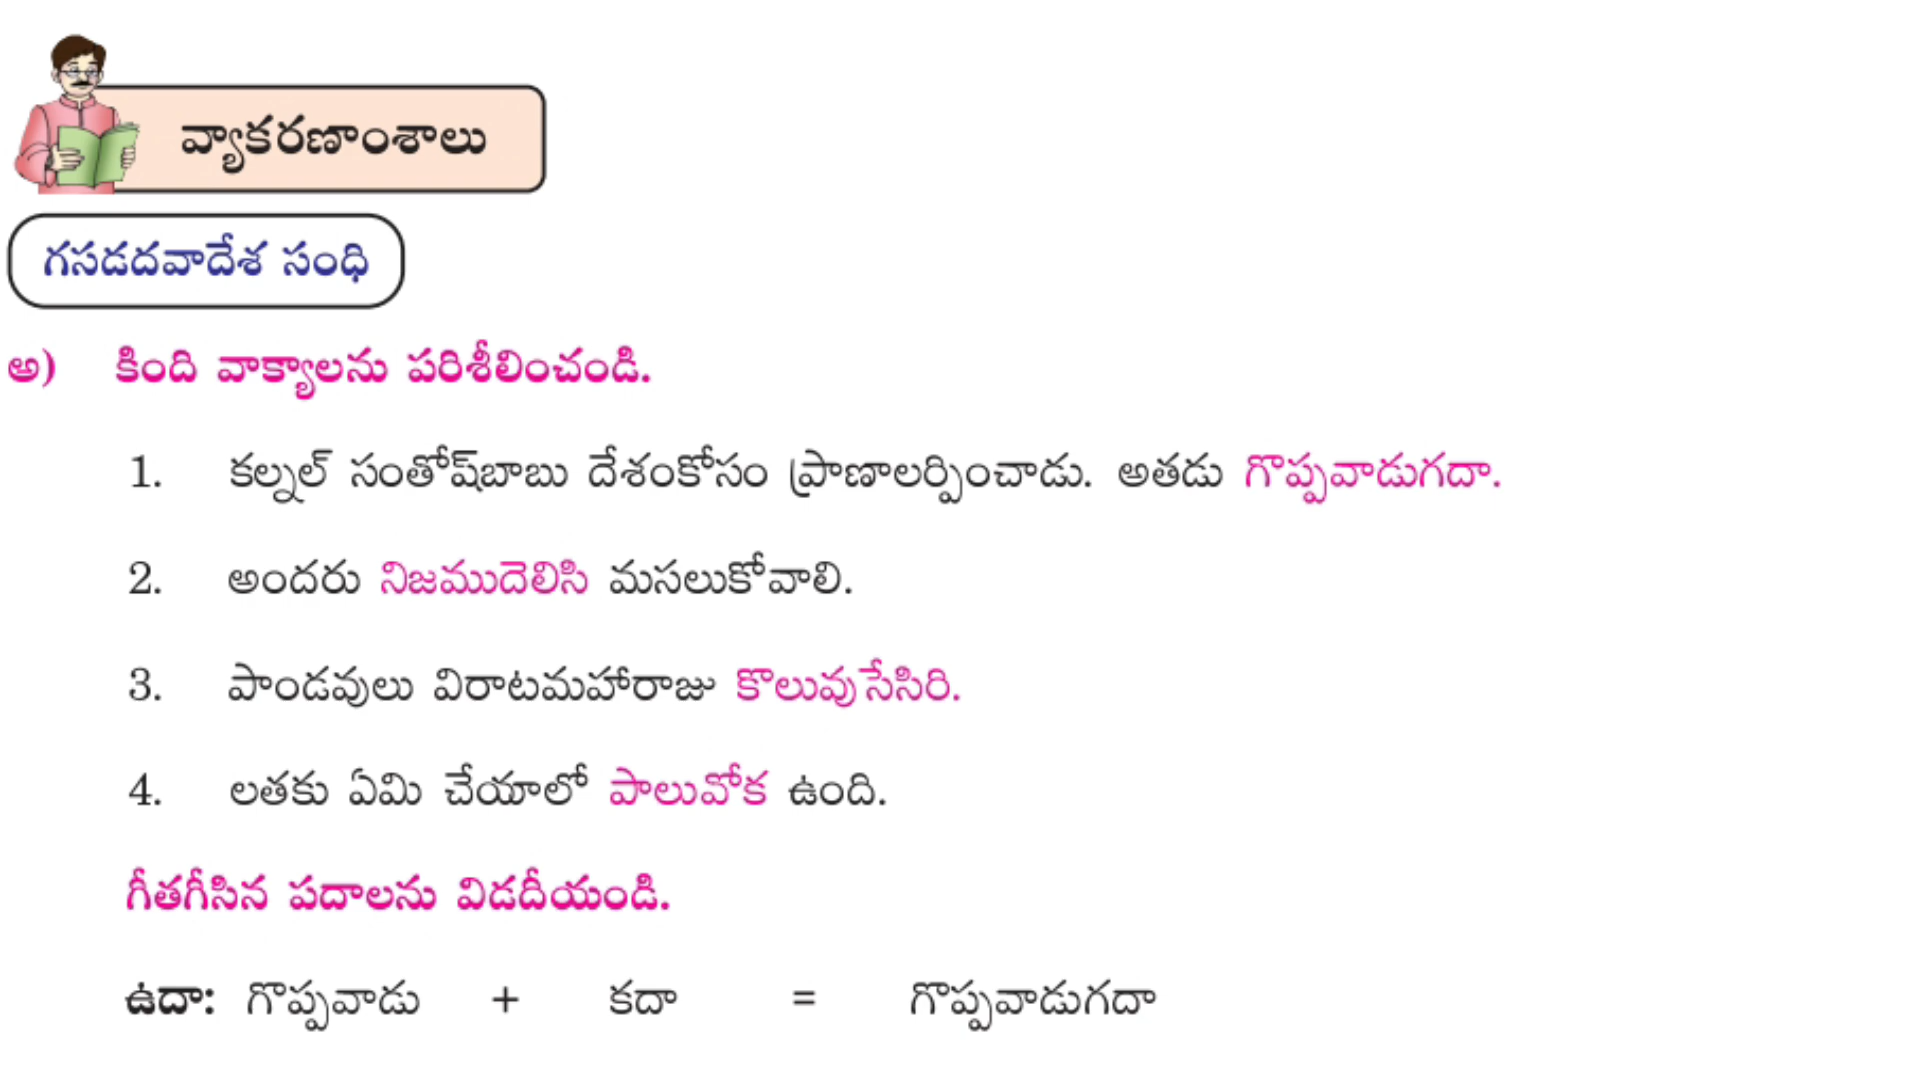 వ్యాకరణాంశాలు
గసడదవాదేశ సంధి
అ) కింది వాక్యాలను పరిశీలించండి.
1. కల్నల్ సంతోష్‌బాబు దేశంకోసం ప్రాణాలర్పించాడు. అతడు గొప్పవాడుగదా.
2. అందరు నిజముదెలిసి మసలుకోవాలి.
3. పాండవులు విరాటమహారాజు కొలువుసేసిరి.
4. లతకు ఏమి చేయాలో పాలువోక ఉంది.
గీతగీసిన పదాలను విడదీయండి.
ఉదా: గొప్పవాడు + కదా = గొప్పవాడుగదా